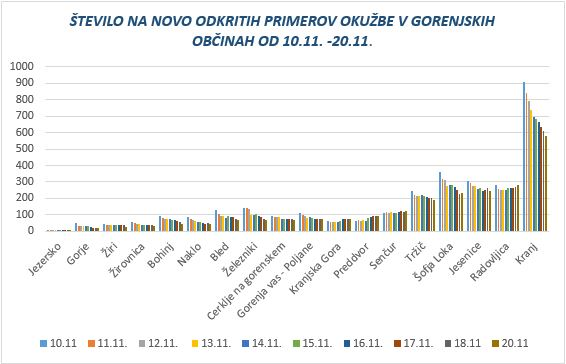 ŠTEVILO NA NOVO ODKRITIH PRIMEROV OKUŽBE V GORENJSKIH
OBČINAH OD 10.11. -20.11.
1000
900
800
700
600
500
400
300
200
100
0
Jezersko
Gorje
Žiri
Žirovnica
Bohinj
Naklo
Bled
Železniki
Cerklje na gorenskem
Gorenja vas - Poljane
Kranjska Gora
Preddvor
Senčur
Tržič
Šofja Loka
Jesenice
Radovljica
Kranj
10.11 11.11. 12.11. 13.11 14.11. 15.11. 16.11. 17.11. 18.11 20.11